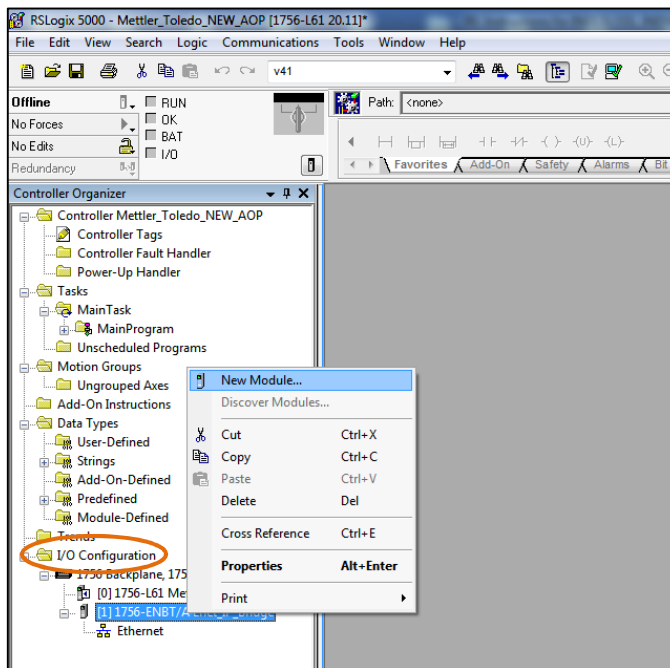 RSLogix 5000 - Mettler_Toledo_NEW_AOP [1756-L61 20.11]*
File Edit View Search Logic Communications Tools Window Help
v41
Offline RUN
No Forces OK
No Edits BAT
Redundancy I/O
Path: <none>
Favorites Add-On Safety Alarms Bit
Controller Organizer
Controller Mettler_Toledo_NEW_AOP
Controller Tags
Controller Fault Handler
Power-Up Handler
Tasks
MainTask
MainProgram
Unscheduled Programs
Motion Groups
Ungrouped Axes
Add-On Instructions
Data Types
User-Defined
Strings
Add-On-Defined
Predefined
Module-Defined
Trends
I/O Configuration
1756 Backplane, 175
[0] 1756-L61 Me
[1] 1756-ENBT/A Enet_IP_Bridge
Ethernet
New Module...
Discover Modules...
Cut Ctrl+X
Copy Ctrl+C
Paste Ctrl+V
Delete Del
Cross Reference Ctrl+E
Properties Alt+Enter
Print